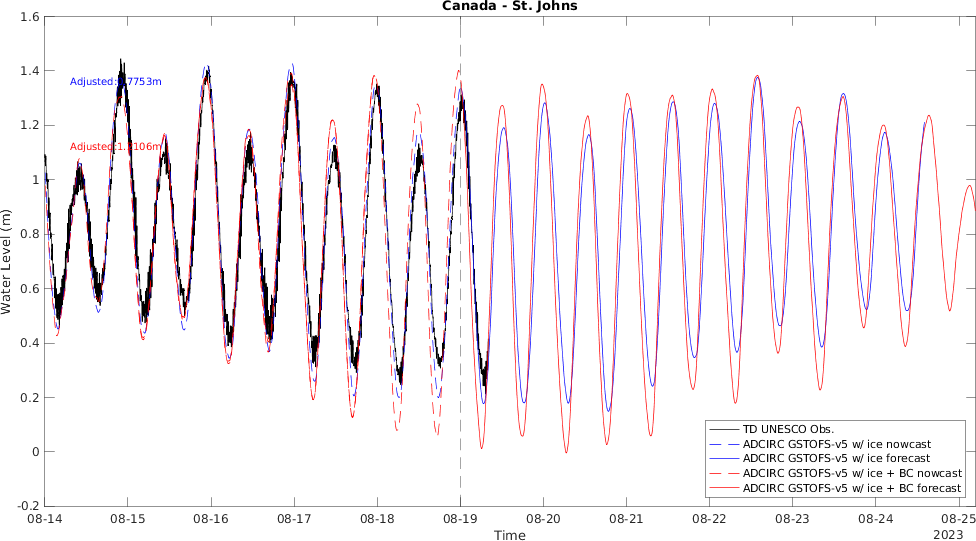 Canada - St. Johns
1.6
1.4
1.2
1
0.8
0.6
0.4
0.2
0
-0.2
Water Level (m)
Adjusted:
7753m
Adjusted:1.
106m
TD UNESCO Obs.
ADCIRC GSTOFS-v5 w/ ice nowcast
ADCIRC GSTOFS-v5 w/ ice forecast
ADCIRC GSTOFS-v5 w/ ice + BC nowcast
ADCIRC GSTOFS-v5 w/ ice + BC forecast
08-14 08-15 08-16 08-17 08-18 08-19 08-20 08-21 08-22 08-23 08-24 08-25
Time
2023